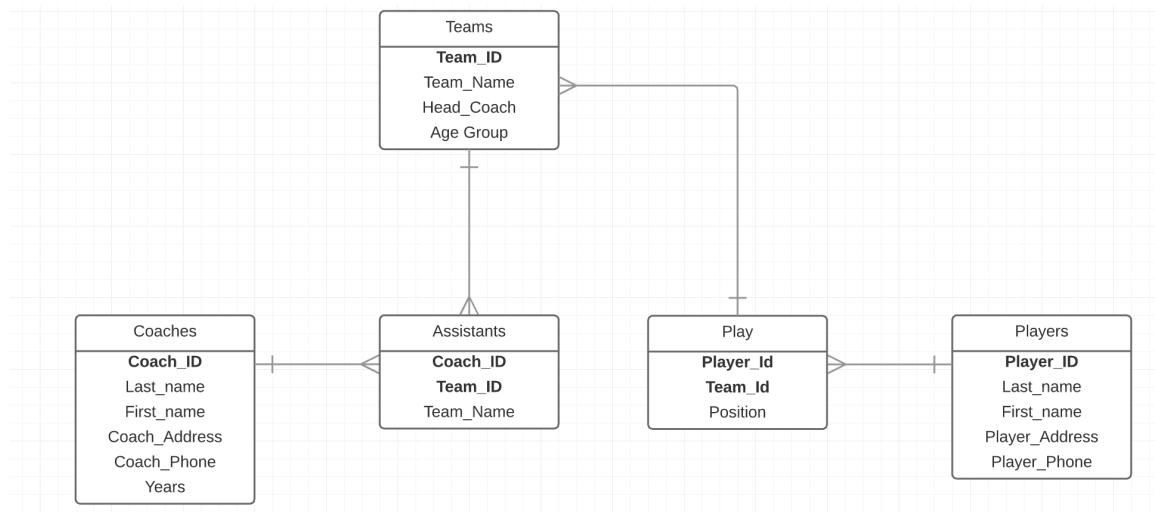 Teams
Team_ID
Team_Name
Head_Coach
Age Group
Coaches
Coach_ID
Last_name
First_name
Coach_Address
Coach_Phone
Years
Assistants
Coach_ID
Team_ID
Team_Name
Play
Player_Id
Team_Id
Position
Players
Player_ID
Last_name
First_name
Player_Address
Player_Phone